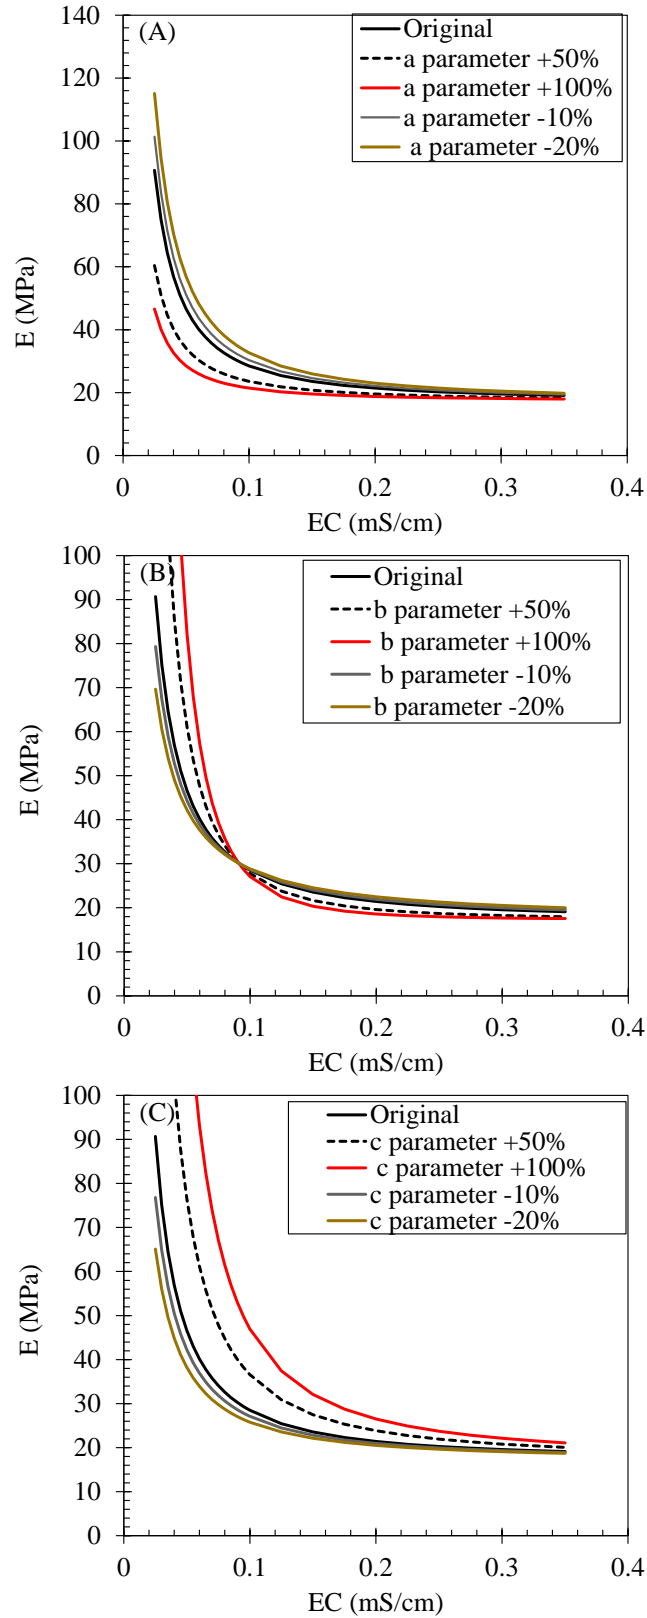 (A)
Original
a parameter +50%
a parameter +100%
a parameter -10%
a parameter -20%
140
120
100
80
60
40
20
0
E (MPa)
0 0.1 0.2 0.3 0.4
EC (mS/cm)
(B)
Original
b parameter +50%
b parameter +100%
b parameter -10%
b parameter -20%
100
90
80
70
60
50
40
30
20
10
0
E (MPa)
0 0.1 0.2 0.3 0.4
EC (mS/cm)
(C)
Original
c parameter +50%
c parameter +100%
c parameter -10%
c parameter -20%
100
90
80
70
60
50
40
30
20
10
0
E (MPa)
0 0.1 0.2 0.3 0.4
EC (mS/cm)